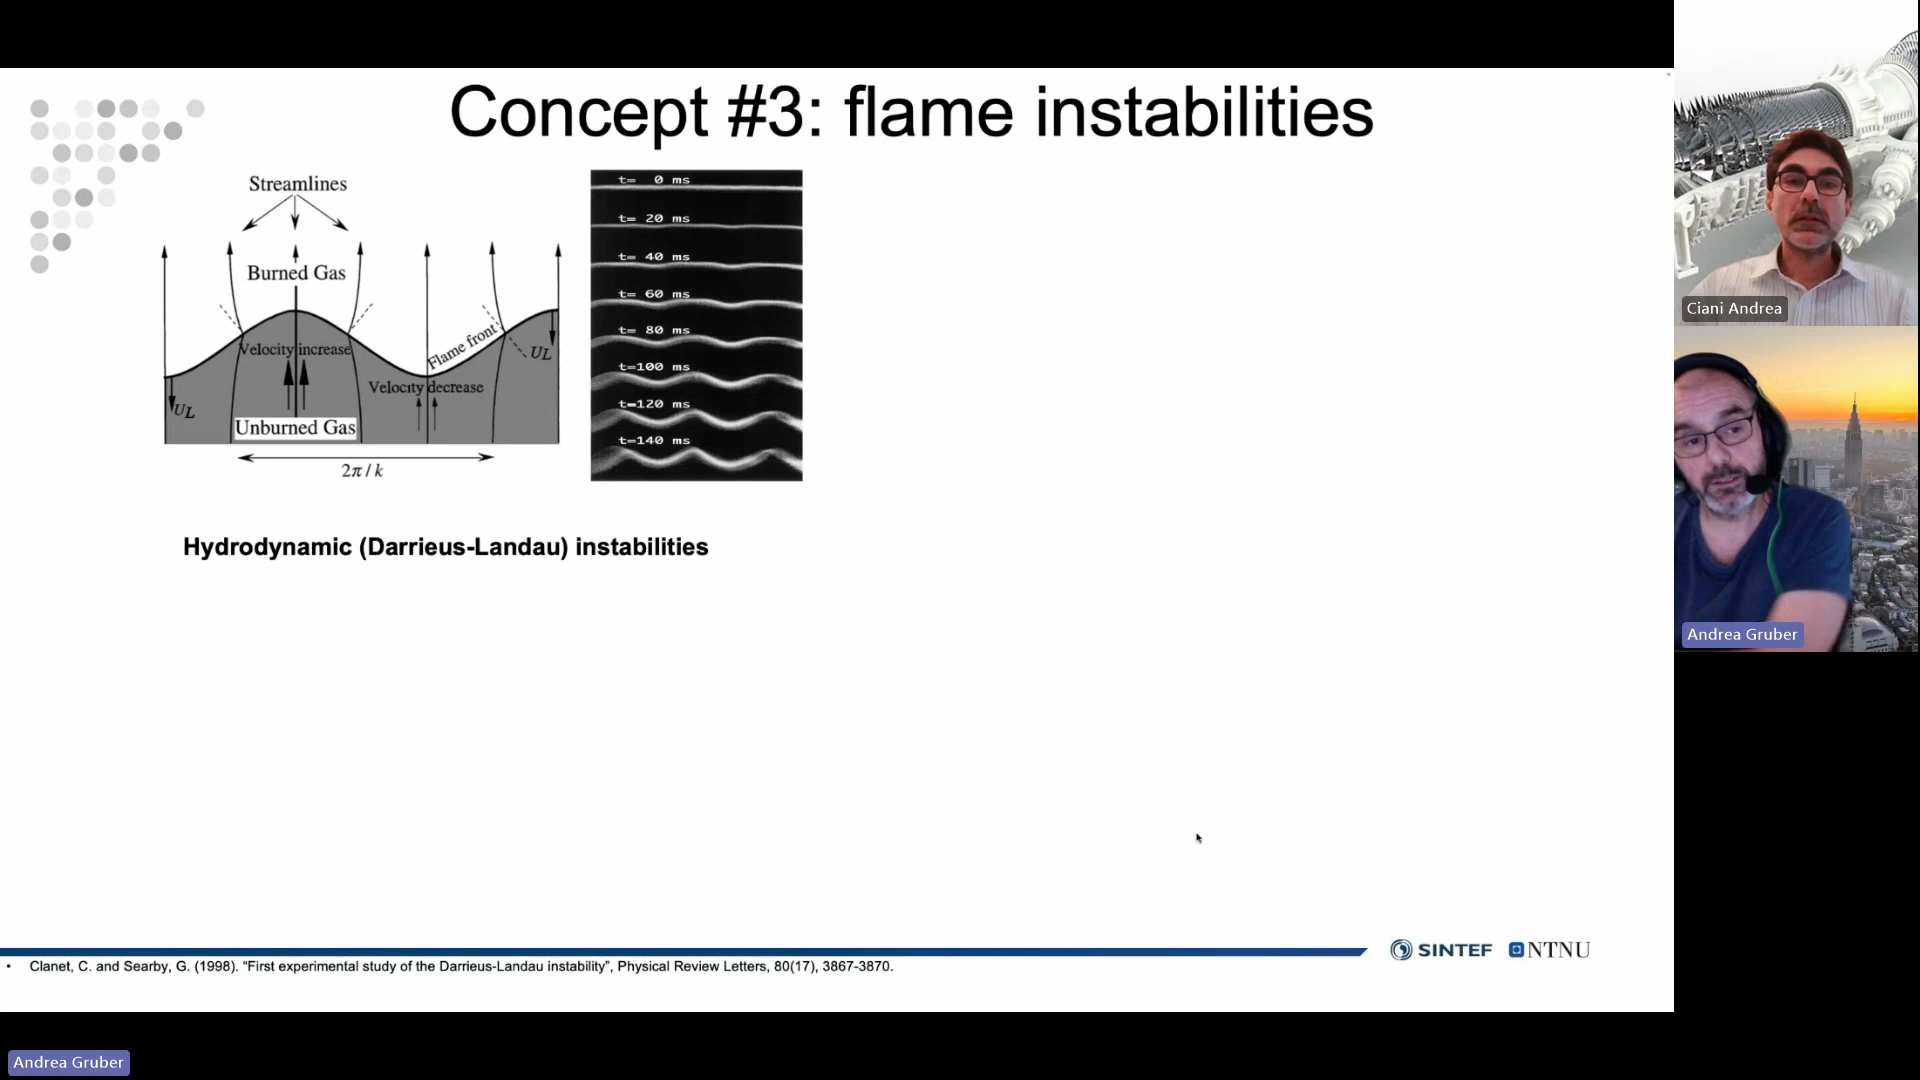 Concept #3: flame instabilities
Streamlines
Burned Gas
Velocity increase
Flame front
UL
Velocity decrease
UL
Unburned Gas
2π / k
t= 0 ms
t= 20 ms
t= 40 ms
t= 60 ms
t= 80 ms
t=100 ms
t=120 ms
t=140 ms
Hydrodynamic (Darrieus-Landau) instabilities
SINTEF NTNU
• Clanet, C. and Searby, G. (1998). “First experimental study of the Darrieus-Landau instability”, Physical Review Letters, 80(17), 3867-3870.
Ciani Andrea
Andrea Gruber
Andrea Gruber